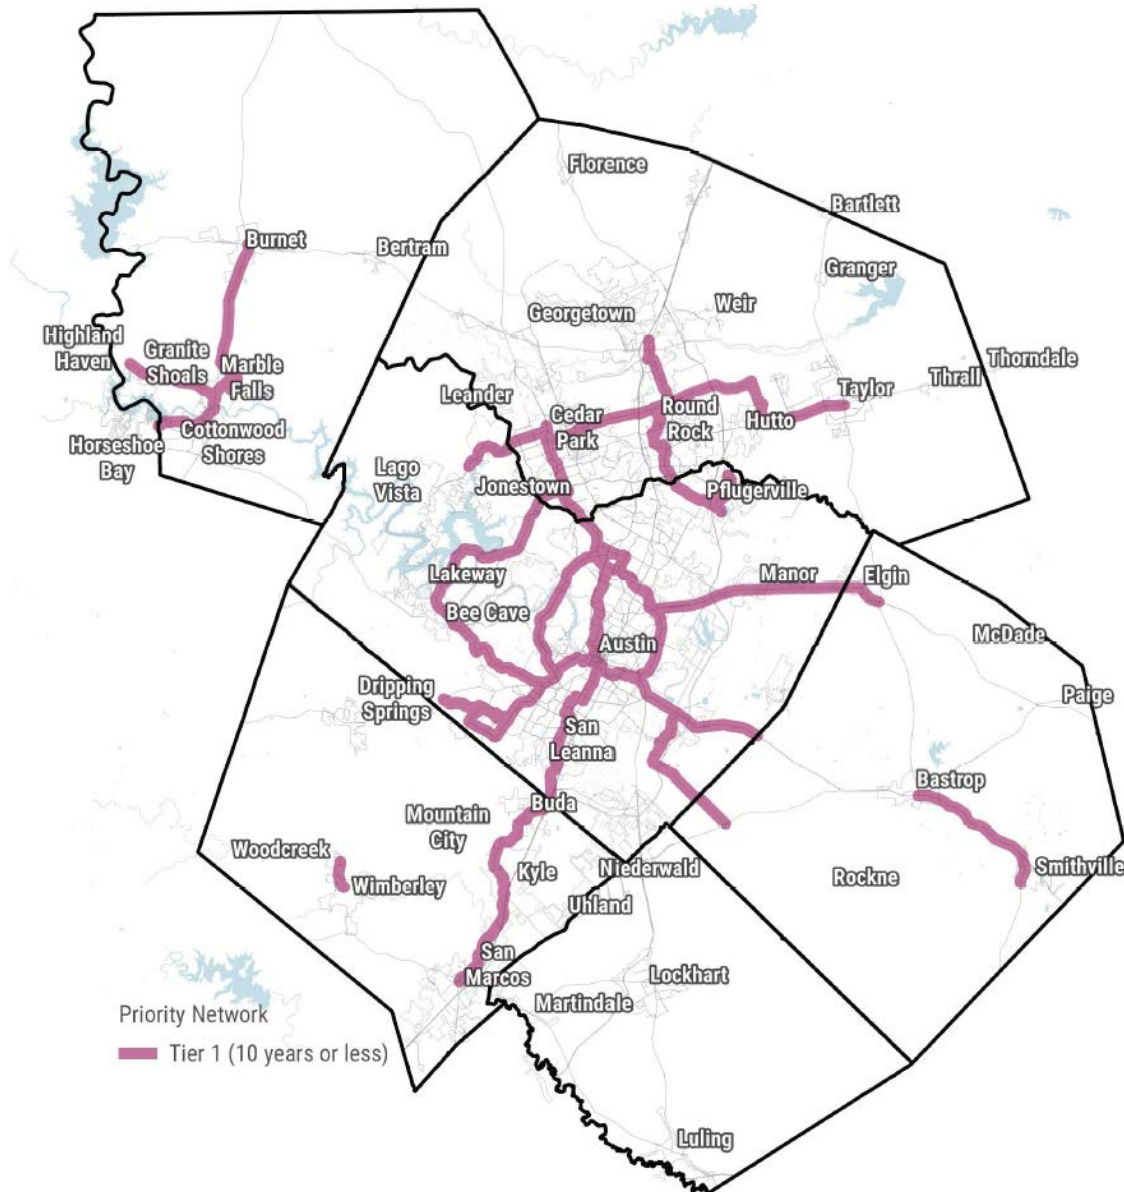 Florence
Bartlett
Burnet
Bertram
Granger
Weir
Georgetown
Highland
Haven
Granite
Shoals
Marble
Falls
Thorndale
Thrall
Taylor
Leander
Cedar
Park
Round
Rock
Hutto
Horseshoe
Bay
Cottonwood
Shores
Lago
Vista
Jonestown
Pflugerville
Lakeway
Manor
Elgin
Bee Cave
McDade
Austin
Dripping
Springs
Paige
San
Leanna
Bastrop
Buda
Mountain
City
Woodcreek
Wimberley
Kyle
Niederwald
Rockne
Smithville
Uhland
San
Marcos
Lockhart
Martindale
Priority Network
Tier 1 (10 years or less)
Luling